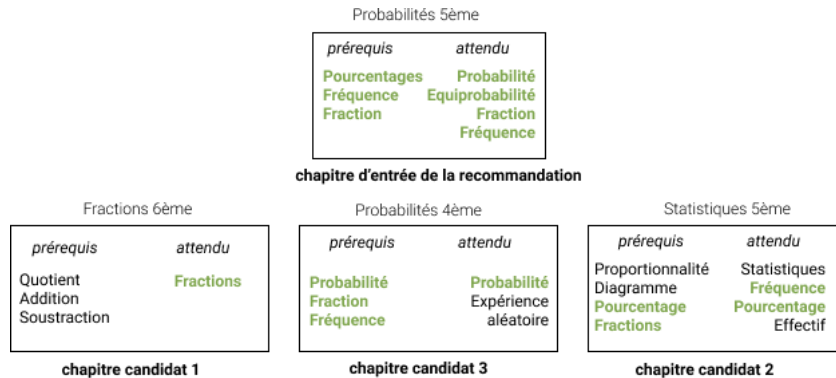 Probabilités 5ème
prérequis attendu
Pourcentages Probabilité
Fréquence Equiprobabilité
Fraction Fraction
Fréquence
chapitre d'entrée de la recommandation
Fractions 6ème
prérequis attendu
Quotient Fractions
Addition
Soustraction
chapitre candidat 1
Probabilités 4ème
prérequis attendu
Probabilité Probabilité
Fraction Expérience
Fréquence aléatoire
chapitre candidat 3
Statistiques 5ème
prérequis attendu
Proportionnalité Statistiques
Diagramme Fréquence
Pourcentage Pourcentage
Fractions Effectif
chapitre candidat 2